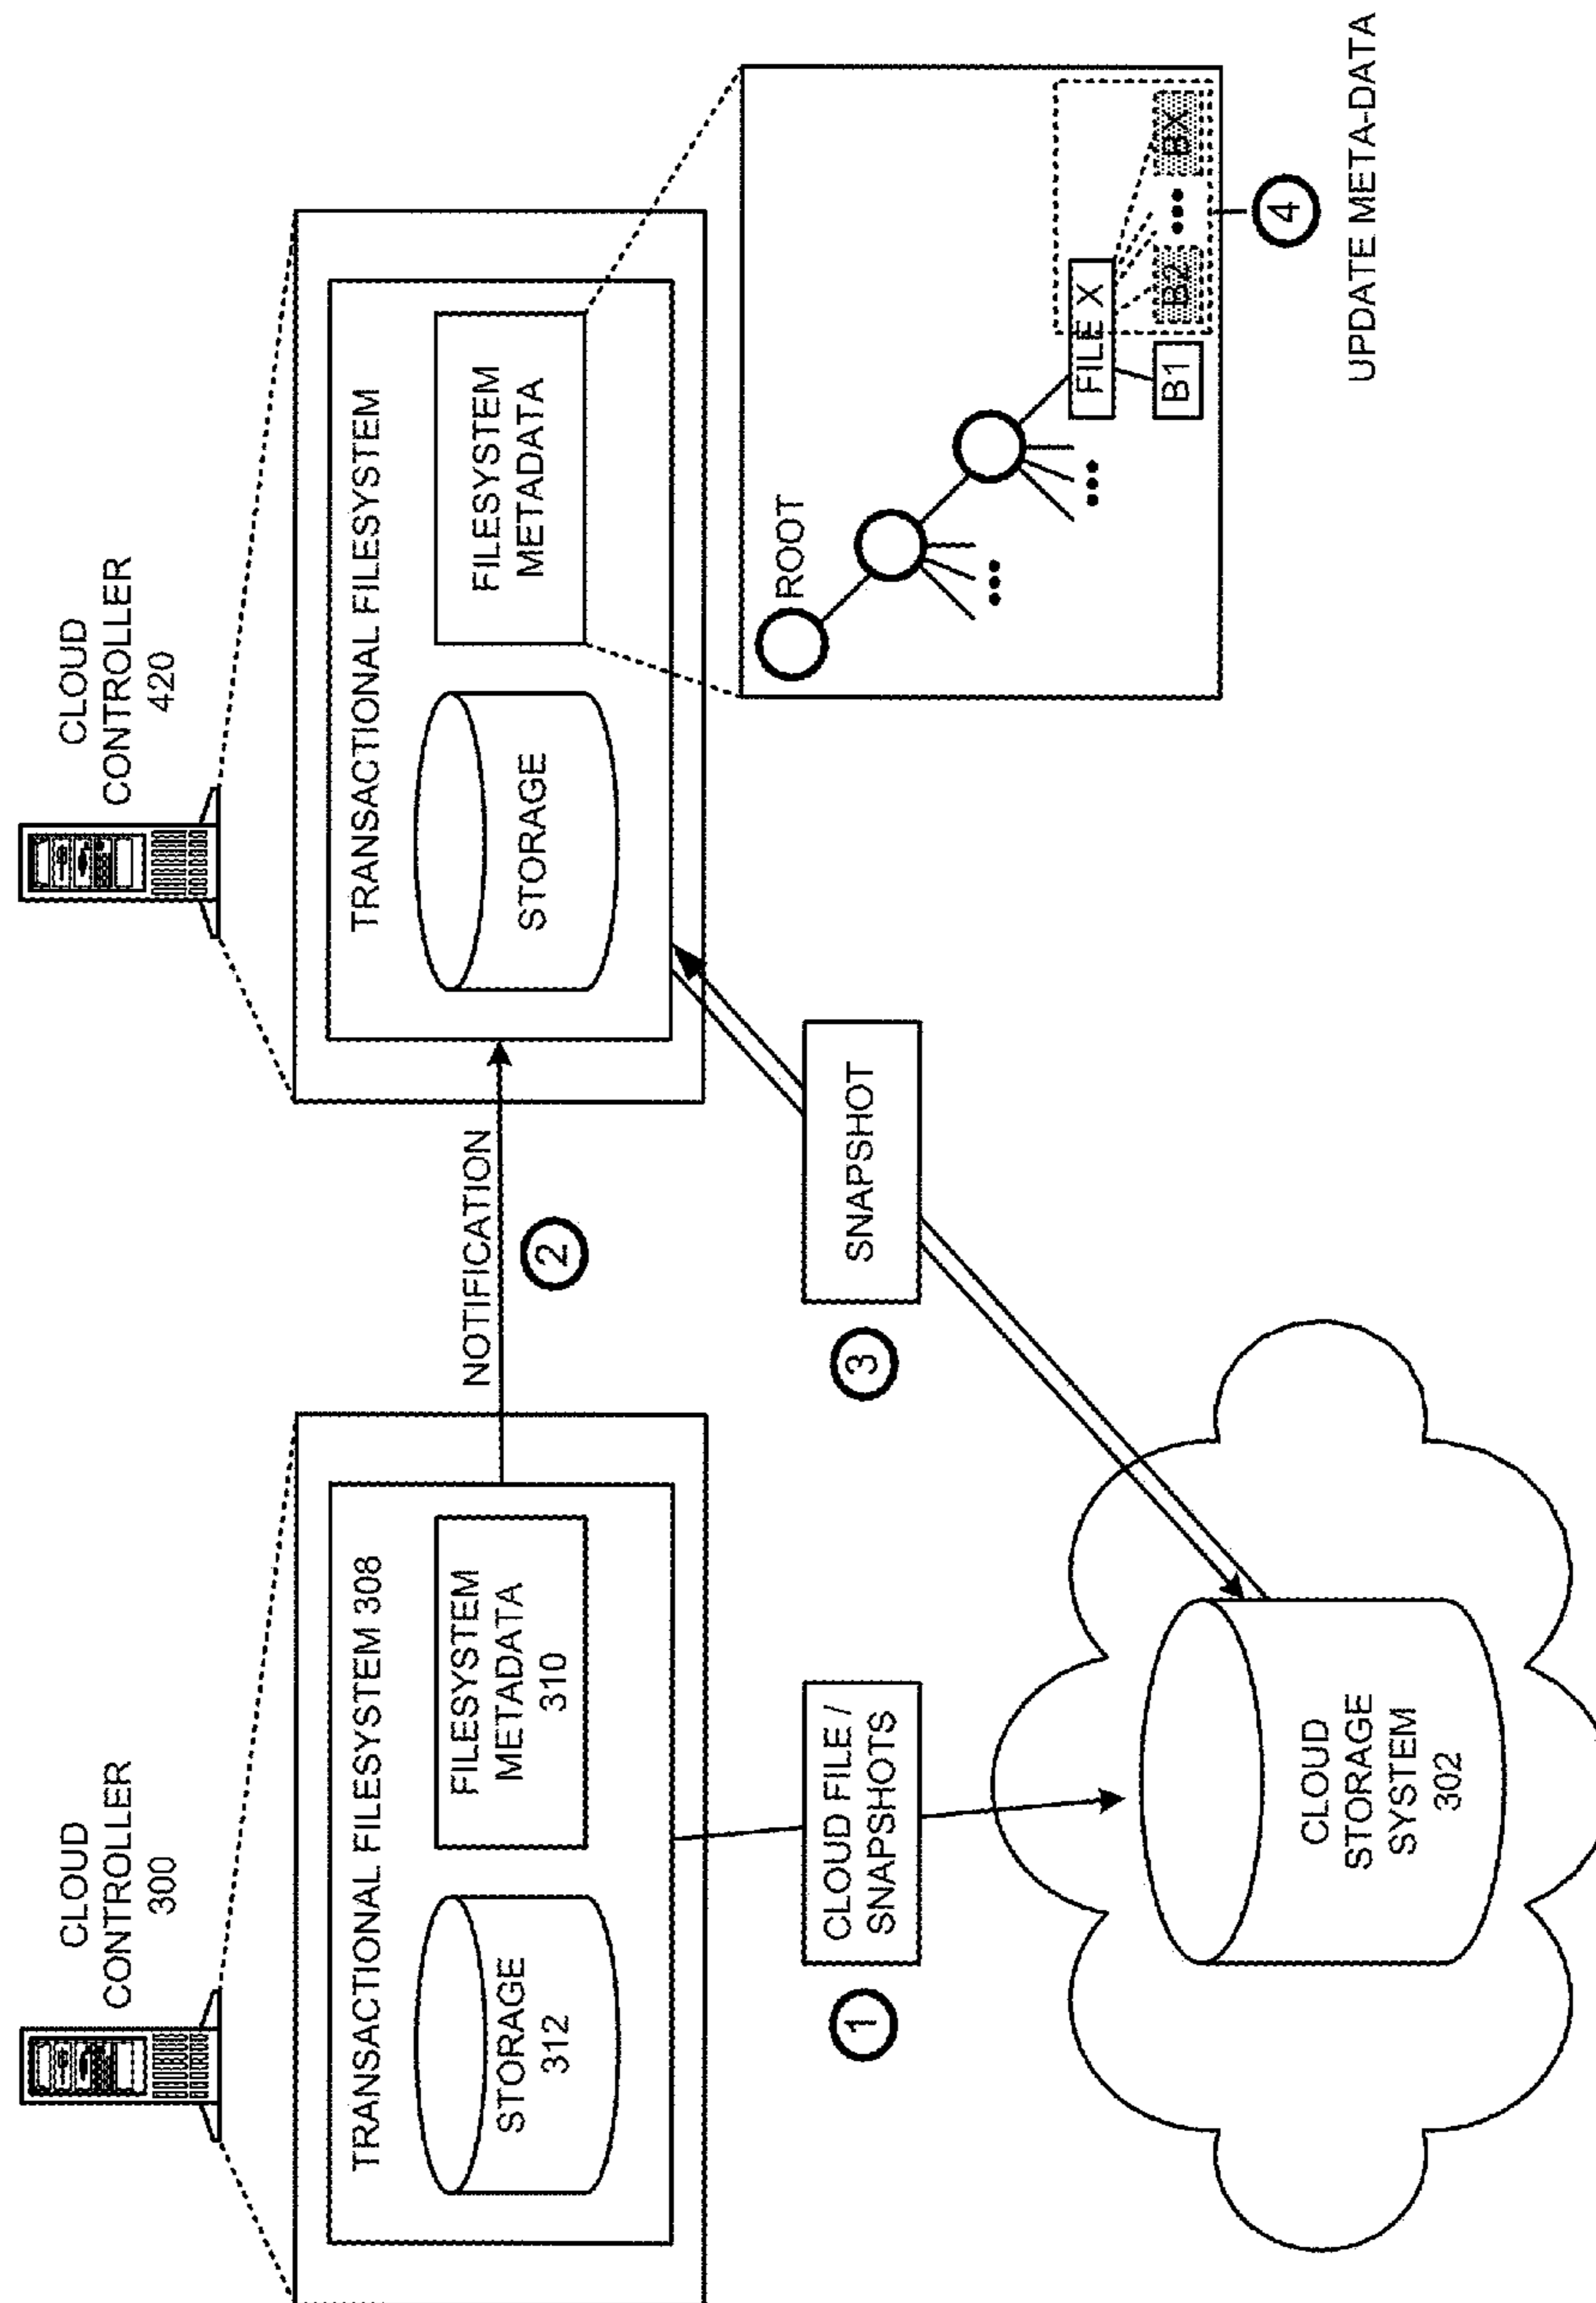 CLOUD
CONTROLLER
300
TRANSACTIONAL FILESYSTEM 308
STORAGE
312
FILESYSTEM
METADATA
310
NOTIFICATION
2
CLOUD
CONTROLLER
420
TRANSACTIONAL FILESYSTEM
STORAGE
FILESYSTEM
METADATA
1
CLOUD FILE /
SNAPSHOTS
3
SNAPSHOT
CLOUD
STORAGE
SYSTEM
302
ROOT
FILE X
B1
B2
BX
4
UPDATE META-DATA